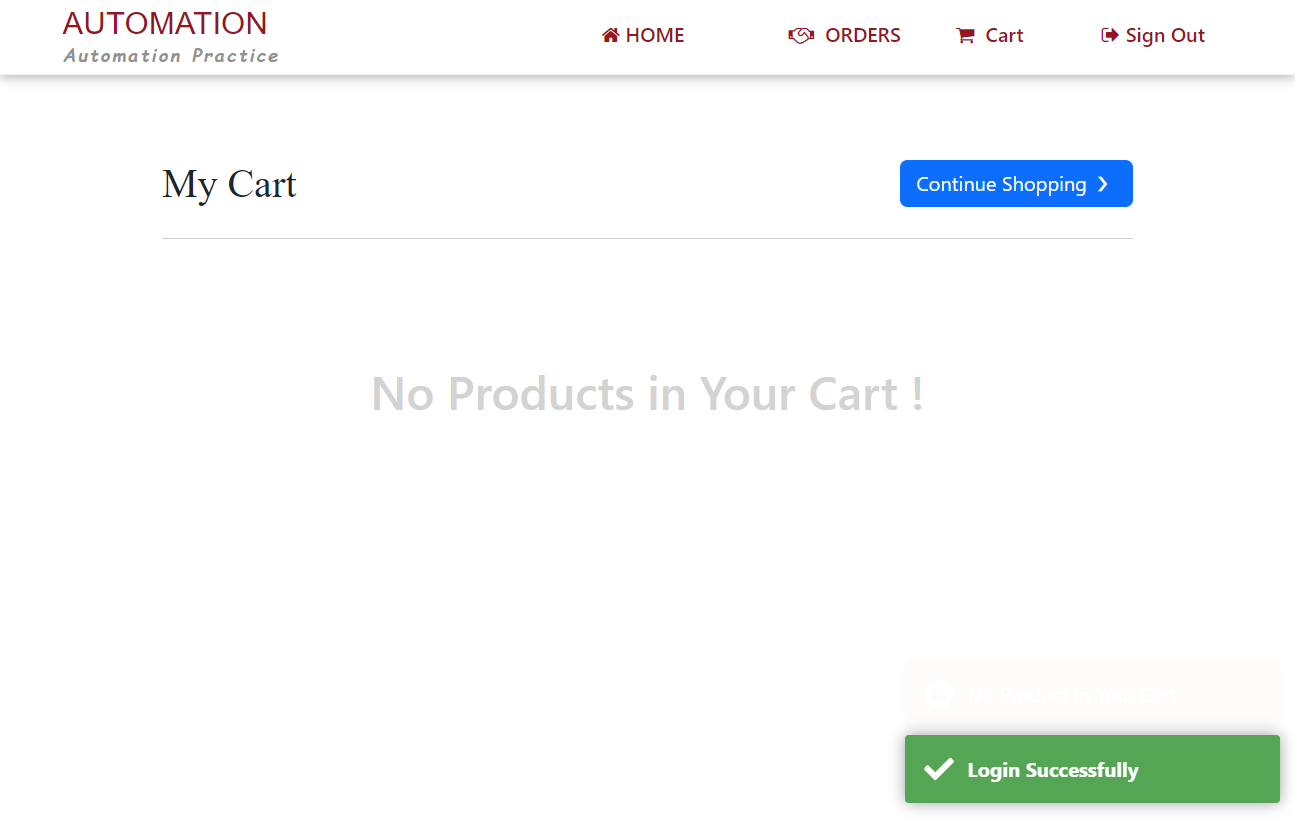 AUTOMATION
Automation Practice
HOME
ORDERS
Cart
Sign Out
My Cart
Continue Shopping ❯
No Products in Your Cart !
No Product in Your Cart
Login Successfully